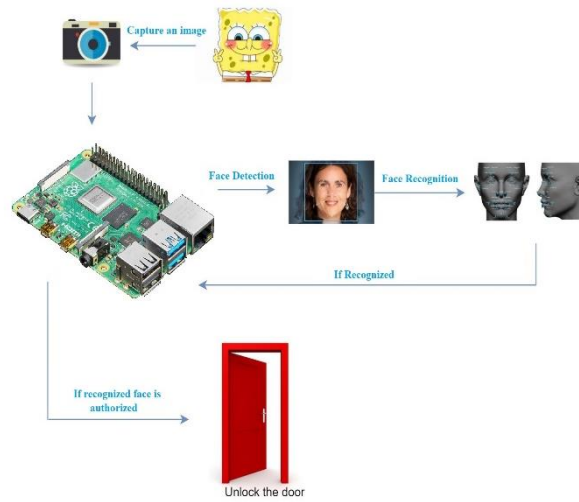 Capture an image
Face Detection
Face Recognition
If Recognized
If recognized face is
authorized
Unlock the door